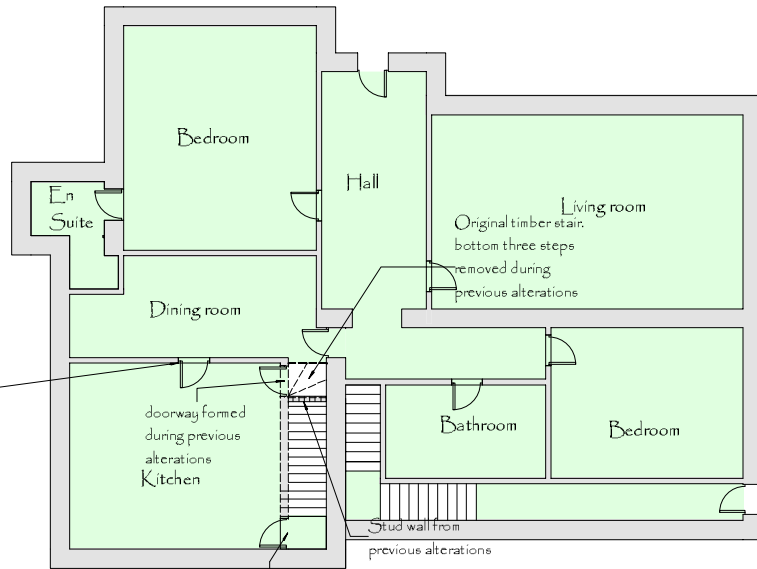 Bedroom
Hall
En
Suite
Living room
Original timber stair.
bottom three steps
removed during
previous alterations
Dining room
doorway formed
during previous
alterations
Kitchen
Bathroom
Bedroom
Stud wall from
previous alterations